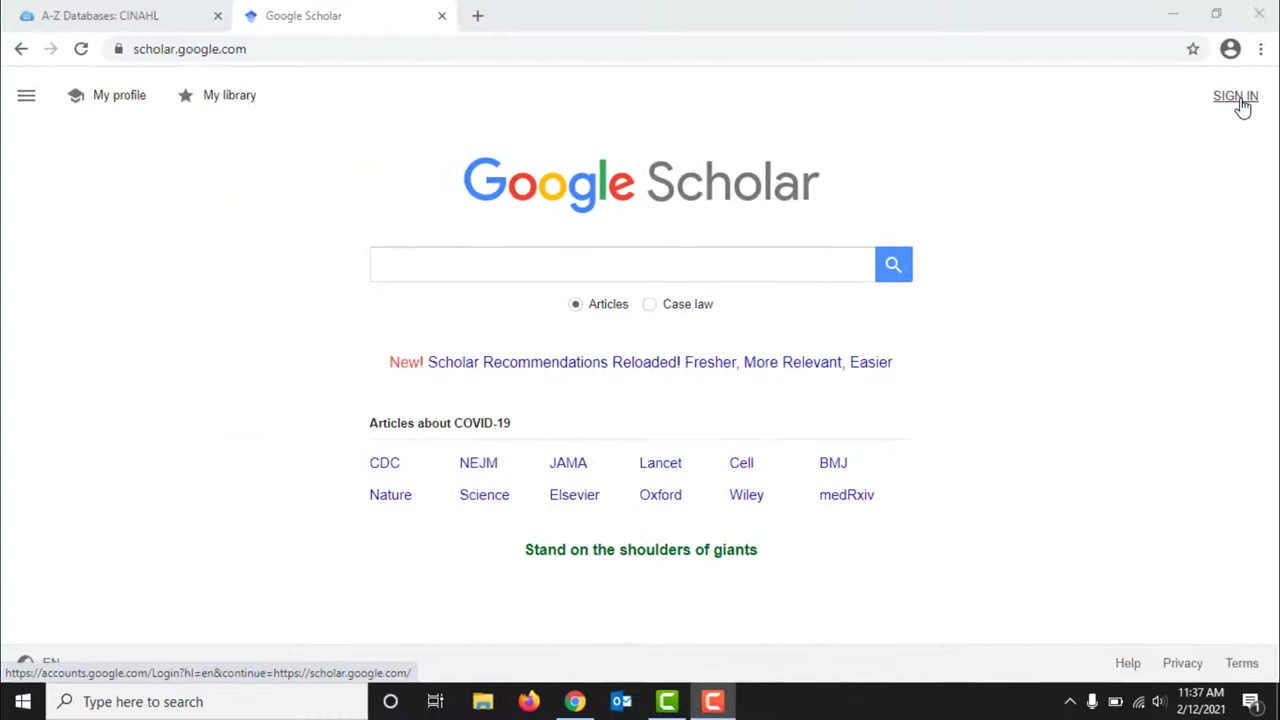 A-Z Databases: CINAHL
Google Scholar
scholar.google.com
My profile
My library
SIGN IN
Google Scholar
Articles
Case law
New! Scholar Recommendations Reloaded! Fresher, More Relevant, Easier
Articles about COVID-19
CDC NEJM JAMA Lancet Cell BMJ
Nature Science Elsevier Oxford Wiley medRxiv
Stand on the shoulders of giants
EN
Help Privacy Terms
https://accounts.google.com/Login?hl=en&continue=https://scholar.google.com/
Type here to search
11:37 AM
2/12/2021
1